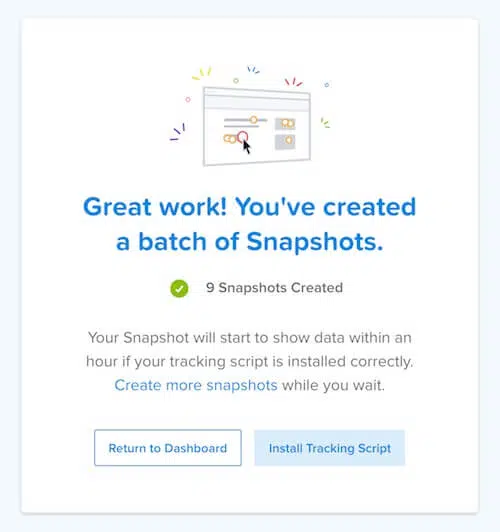 Great work! You've created
a batch of Snapshots.
9 Snapshots Created
Your Snapshot will start to show data within an
hour if your tracking script is installed correctly.
Create more snapshots while you wait.
Return to Dashboard
Install Tracking Script